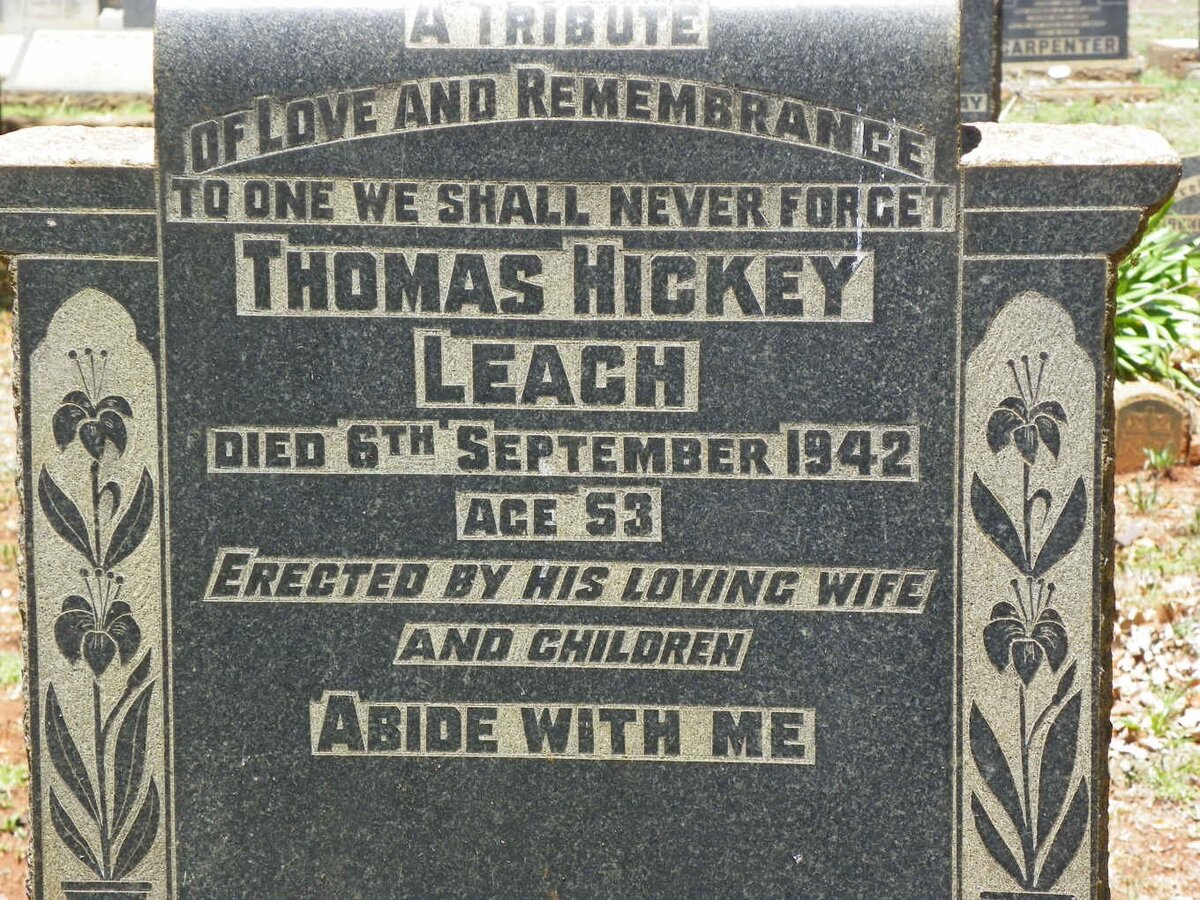 A TRIBUTE
OF LOVE AND REMEMBRANCE
TO ONE WE SHALL NEVER FORGET
THOMAS HICKEY
LEACH
DIED 6TH SEPTEMBER 1942
AGE 53
ERECTED BY HIS LOVING WIFE
AND CHILDREN
ABIDE WITH ME
CARPENTER